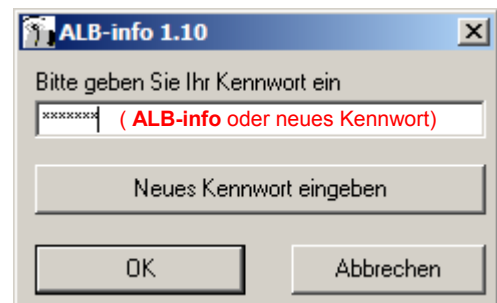 ALB-info 1.10
Bitte geben Sie Ihr Kennwort ein
******* ( ALB-info oder neues Kennwort)
Neues Kennwort eingeben
OK Abbrechen